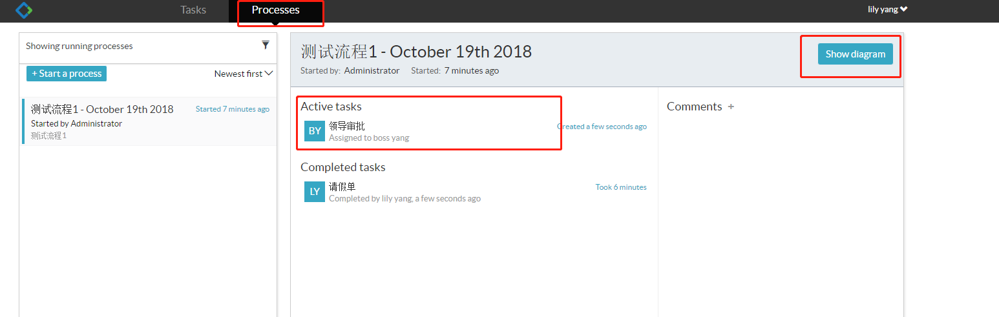 Tasks
Processes
lily yang
Showing running processes
+ Start a process
Newest first
测试流程1 - October 19th 2018
Started 7 minutes ago
Started by Administrator
测试流程1
测试流程1 - October 19th 2018
Started by: Administrator Started: 7 minutes ago
Show diagram
Active tasks
BY
领导审批
Assigned to boss yang
Created a few seconds ago
Completed tasks
LY
请假单
Completed by lily yang, a few seconds ago
Took 6 minutes
Comments +